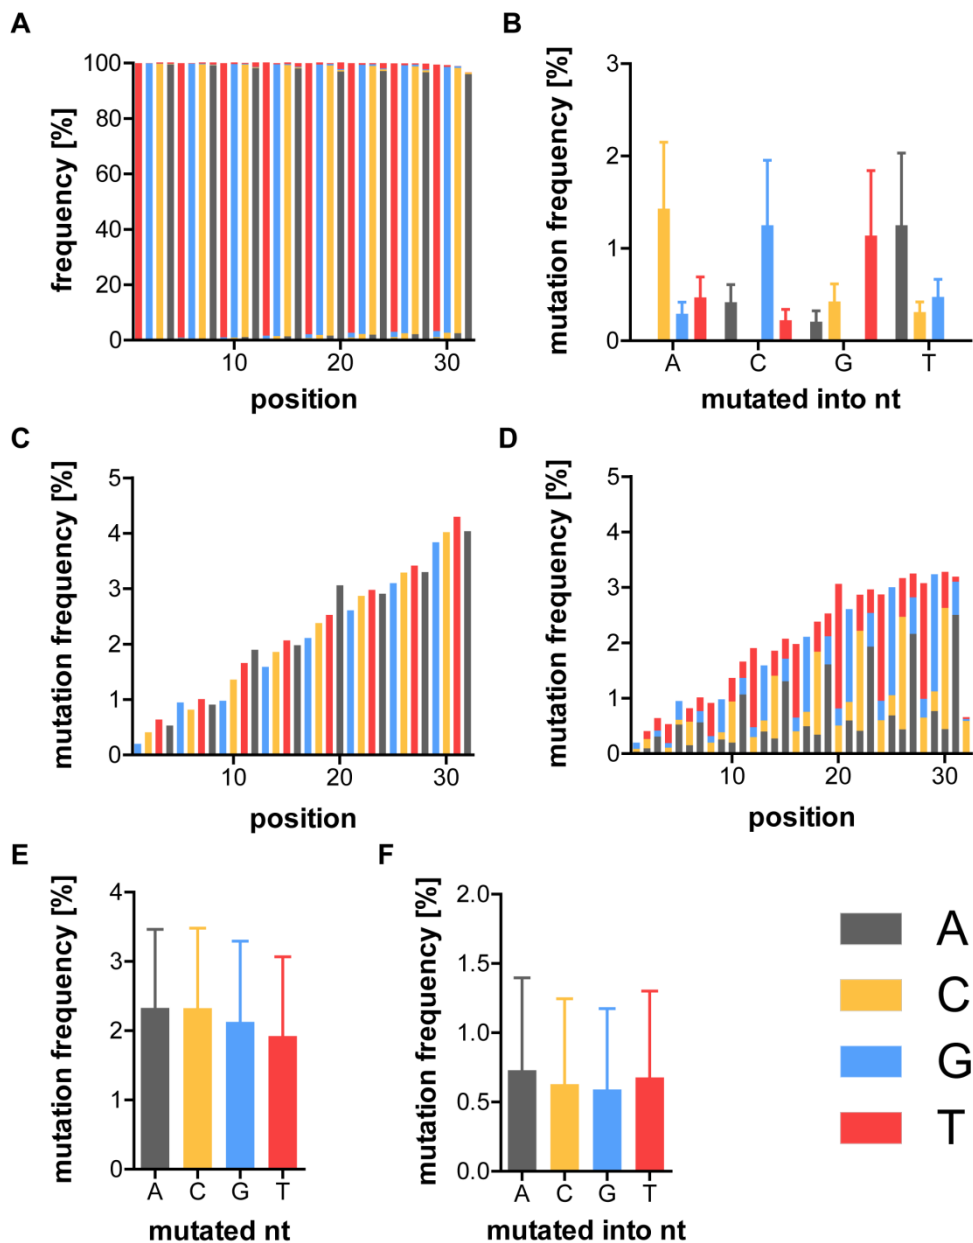 A
frequency [%]
100
80
60
40
20
0
10 20 30
position
B
mutation frequency [%]
3
2
1
0
A C G T
mutated into nt
C
mutation frequency [%]
5
4
3
2
1
0
10 20 30
position
D
mutation frequency [%]
5
4
3
2
1
0
10 20 30
position
E
mutation frequency [%]
4
3
2
1
0
A C G T
mutated nt
F
mutation frequency [%]
2.0
1.5
1.0
0.5
0.0
A C G T
mutated into nt
A
C
G
T